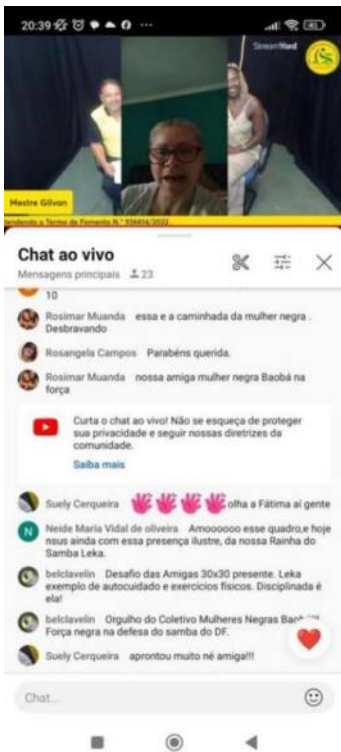 20:39
StreamYard
Mestre Gilvan
tendendo o Termo de Fomento N.° 936814/2022
Chat ao vivo
Mensagens principais 23
10
Rosimar Muanda essa e a caminhada da mulher negra .
Desbravando
Rosangela Campos Parabéns querida.
Rosimar Muanda nossa amiga mulher negra Baobá na
força
Curta o chat ao vivo! Não se esqueça de proteger
sua privacidade e seguir nossas diretrizes da
comunidade.
Saiba mais
Suely Cerqueira olha a Fátima aí gente
N
Neide Maria Vidal de oliveira Amoooooo esse quadro,e hoje
nsus ainda com essa presença ilustre, da nossa Rainha do
Samba Leka.
belclavelin Desafio das Amigas 30x30 presente. Leka
exemplo de autocuidado e exercícios físicos. Disciplinada é
ela!
belclavelin Orgulho do Coletivo Mulheres Negras
Força negra na defesa do samba do DF.
Suely Cerqueira aprontou muito né amiga!!!
Chat...